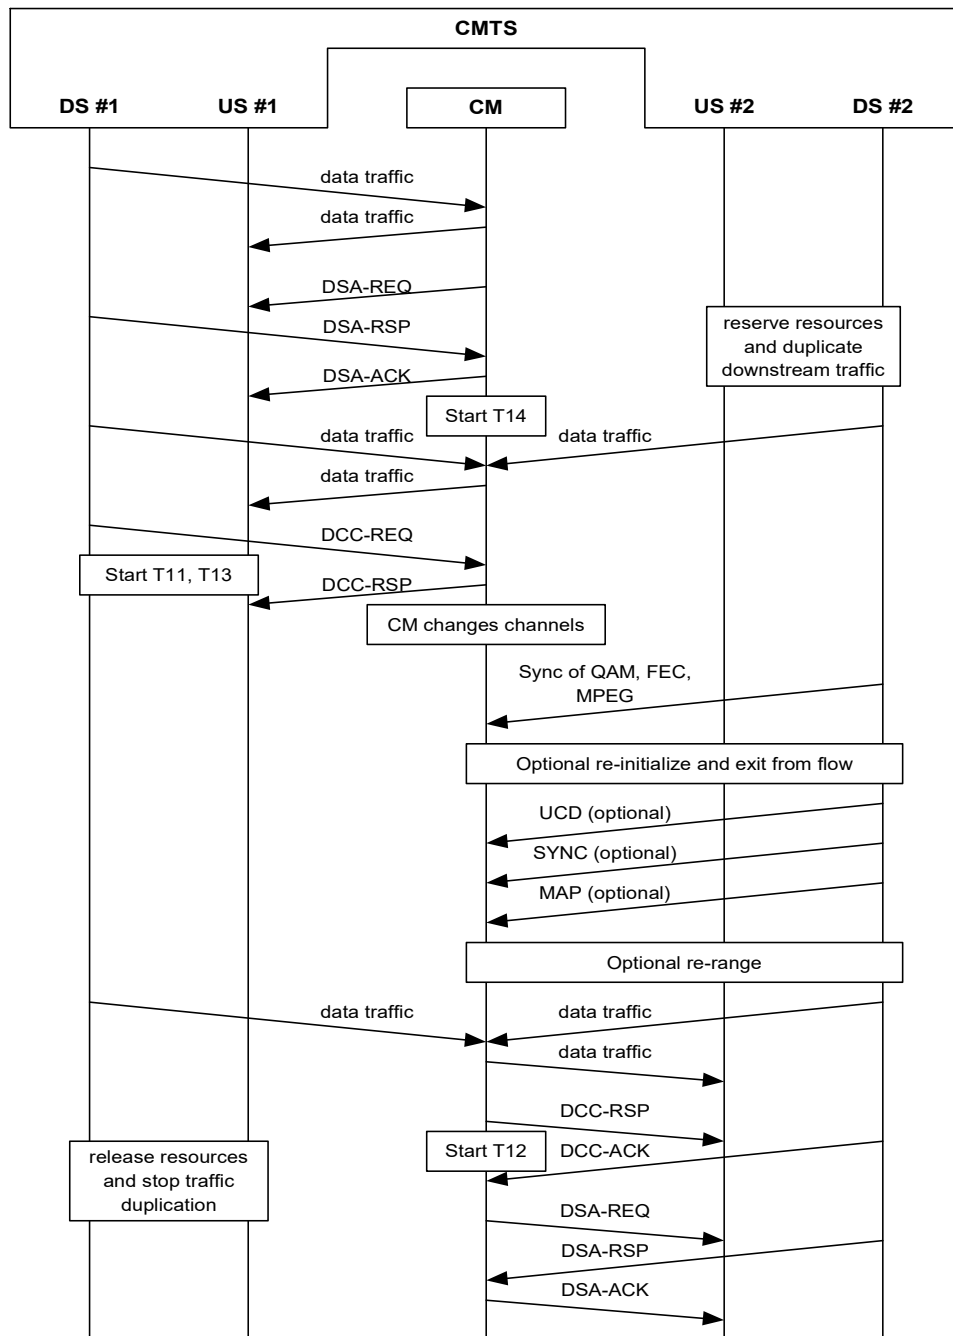 CMTS
DS #1
US #1
CM
US #2
DS #2
data traffic
data traffic
DSA-REQ
DSA-RSP
reserve resources
and duplicate
downstream traffic
DSA-ACK
Start T14
data traffic
data traffic
data traffic
DCC-REQ
Start T11, T13
DCC-RSP
CM changes channels
Sync of QAM, FEC,
MPEG
Optional re-initialize and exit from flow
UCD (optional)
SYNC (optional)
MAP (optional)
Optional re-range
data traffic
data traffic
data traffic
DCC-RSP
Start T12
DCC-ACK
release resources
and stop traffic
duplication
DSA-REQ
DSA-RSP
DSA-ACK